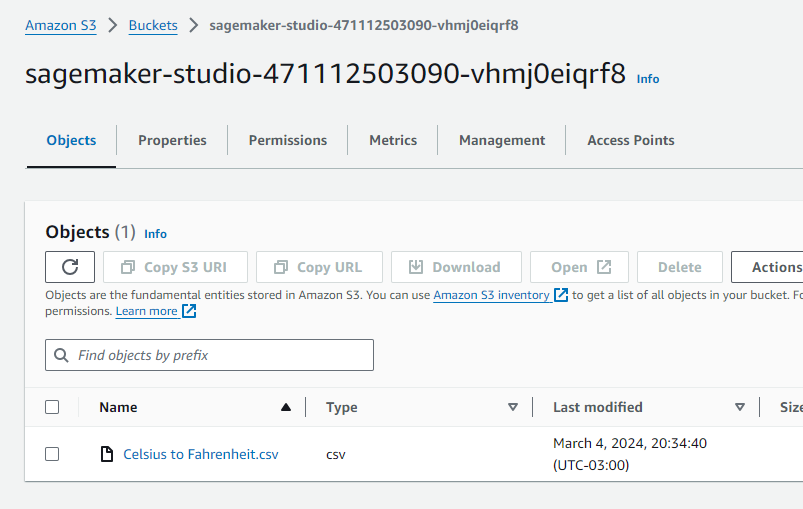 Amazon S3 > Buckets > sagemaker-studio-471112503090-vhmj0eiqrf8
sagemaker-studio-471112503090-vhmj0eiqrf8 Info
Objects Properties Permissions Metrics Management Access Points
Objects (1) Info
Copy S3 URI Copy URL Download Open Delete Actions
Objects are the fundamental entities stored in Amazon S3. You can use Amazon S3 inventory to get a list of all objects in your bucket. Fo
permissions. Learn more
Find objects by prefix
Name Type Last modified Size
Celsius to Fahrenheit.csv csv March 4, 2024, 20:34:40
(UTC-03:00)